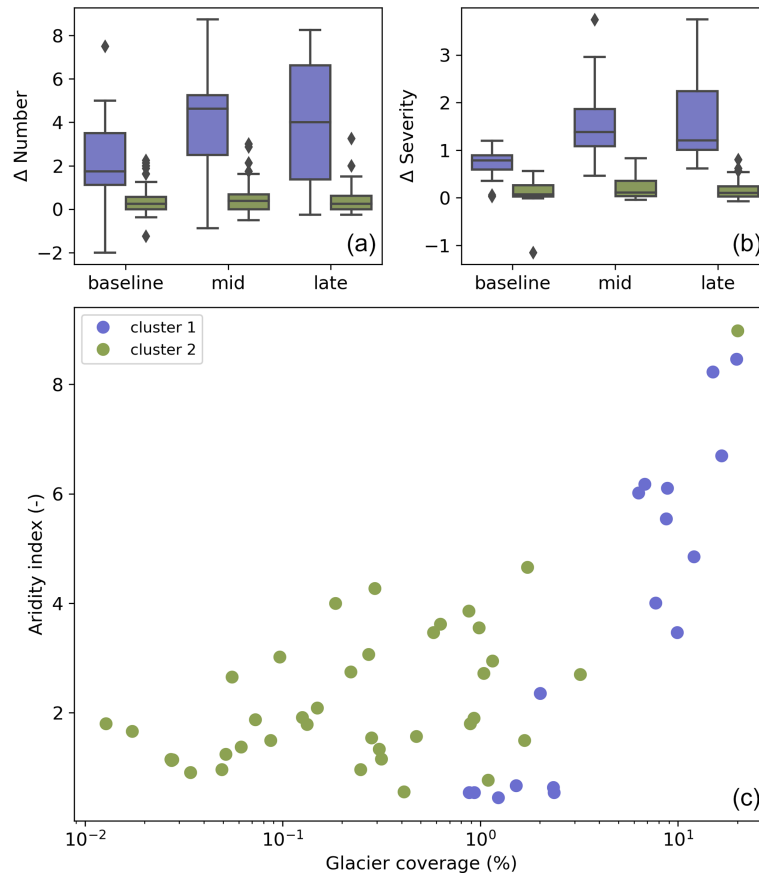 8
6
4
2
0
−2
Δ Number
baseline
mid
late
(a)
3
2
1
0
−1
Δ Severity
baseline
mid
late
(b)
cluster 1
cluster 2
8
6
4
2
Aridity index (-)
10⁻²
10⁻¹
10⁰
10¹
Glacier coverage (%)
(c)